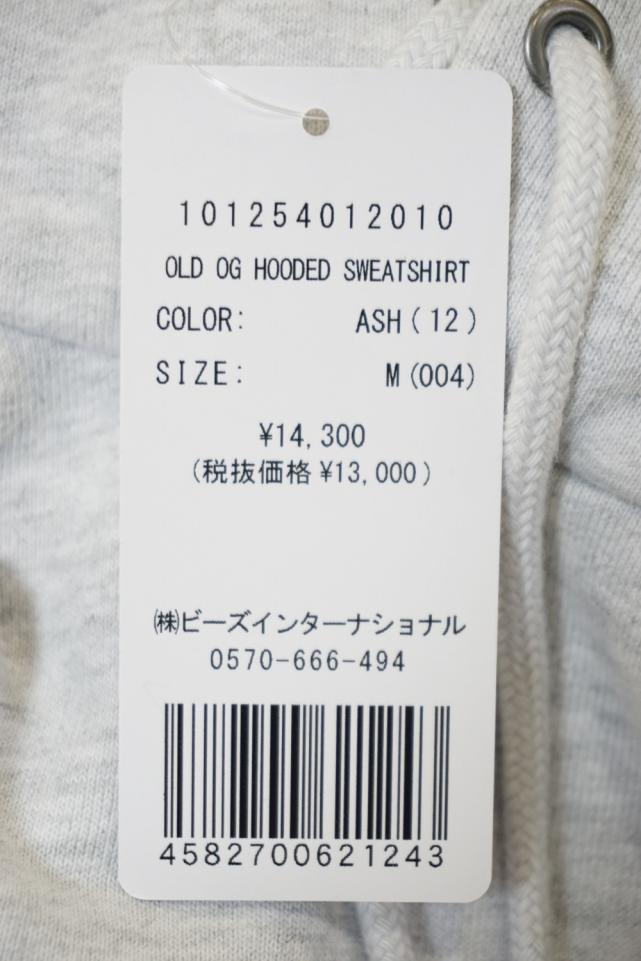 101254012010
OLD OG HOODED SWEATSHIRT
COLOR: ASH(12)
SIZE: M(004)
¥14,300
(税抜価格 ¥13,000)
㈱ビーズインターナショナル
0570-666-494
4582700621243